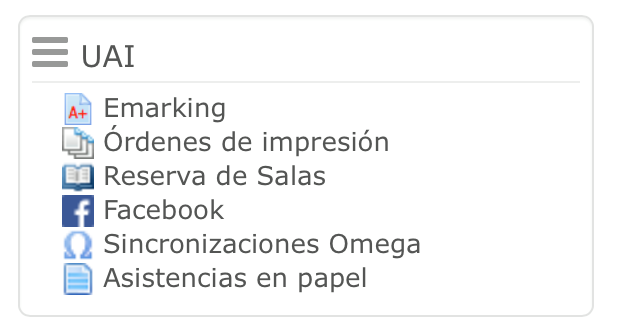 UAI
A+ Emarking
Órdenes de impresión
Reserva de Salas
f Facebook
Ω Sincronizaciones Omega
Asistencias en papel